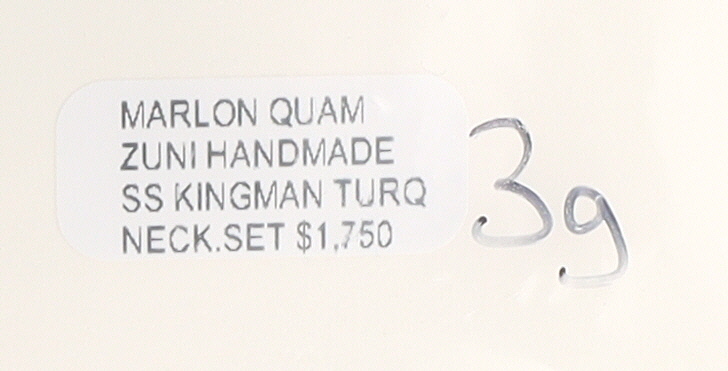 MARLON QUAM
ZUNI HANDMADE
SS KINGMAN TURQ
NECK.SET $1,750
3g